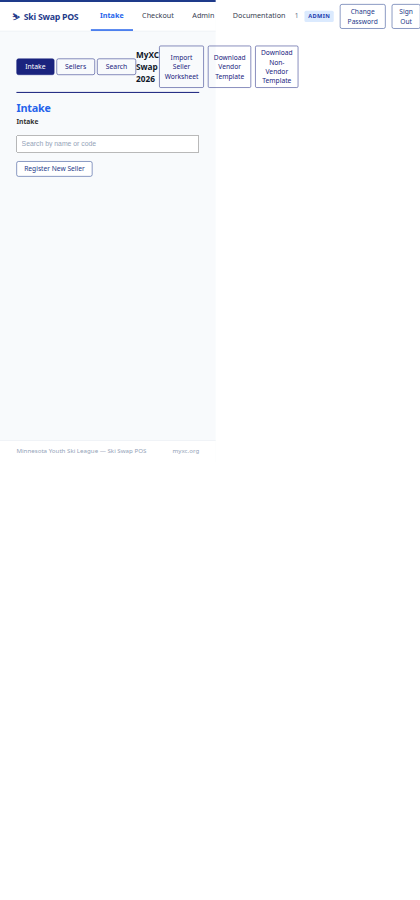 Ski Swap POS
Intake
Checkout
Admin
Documentation
1
ADMIN
Change
Password
Sign
Out
Intake
Sellers
Search
MyXC
Swap
2026
Import
Seller
Worksheet
Download
Vendor
Template
Download
Non-
Vendor
Template
Intake
Intake
Search by name or code
Register New Seller
Minnesota Youth Ski League — Ski Swap POS
mysc.org